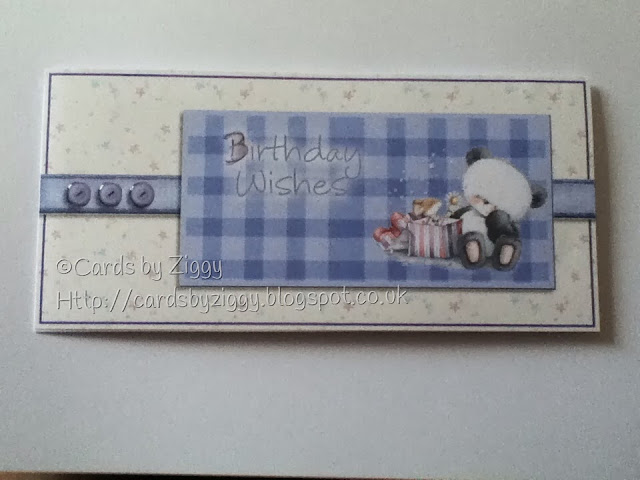 Birthday
Wishes
©Cards by Ziggy
Http://cardsbyziggy.blogspot.co.uk